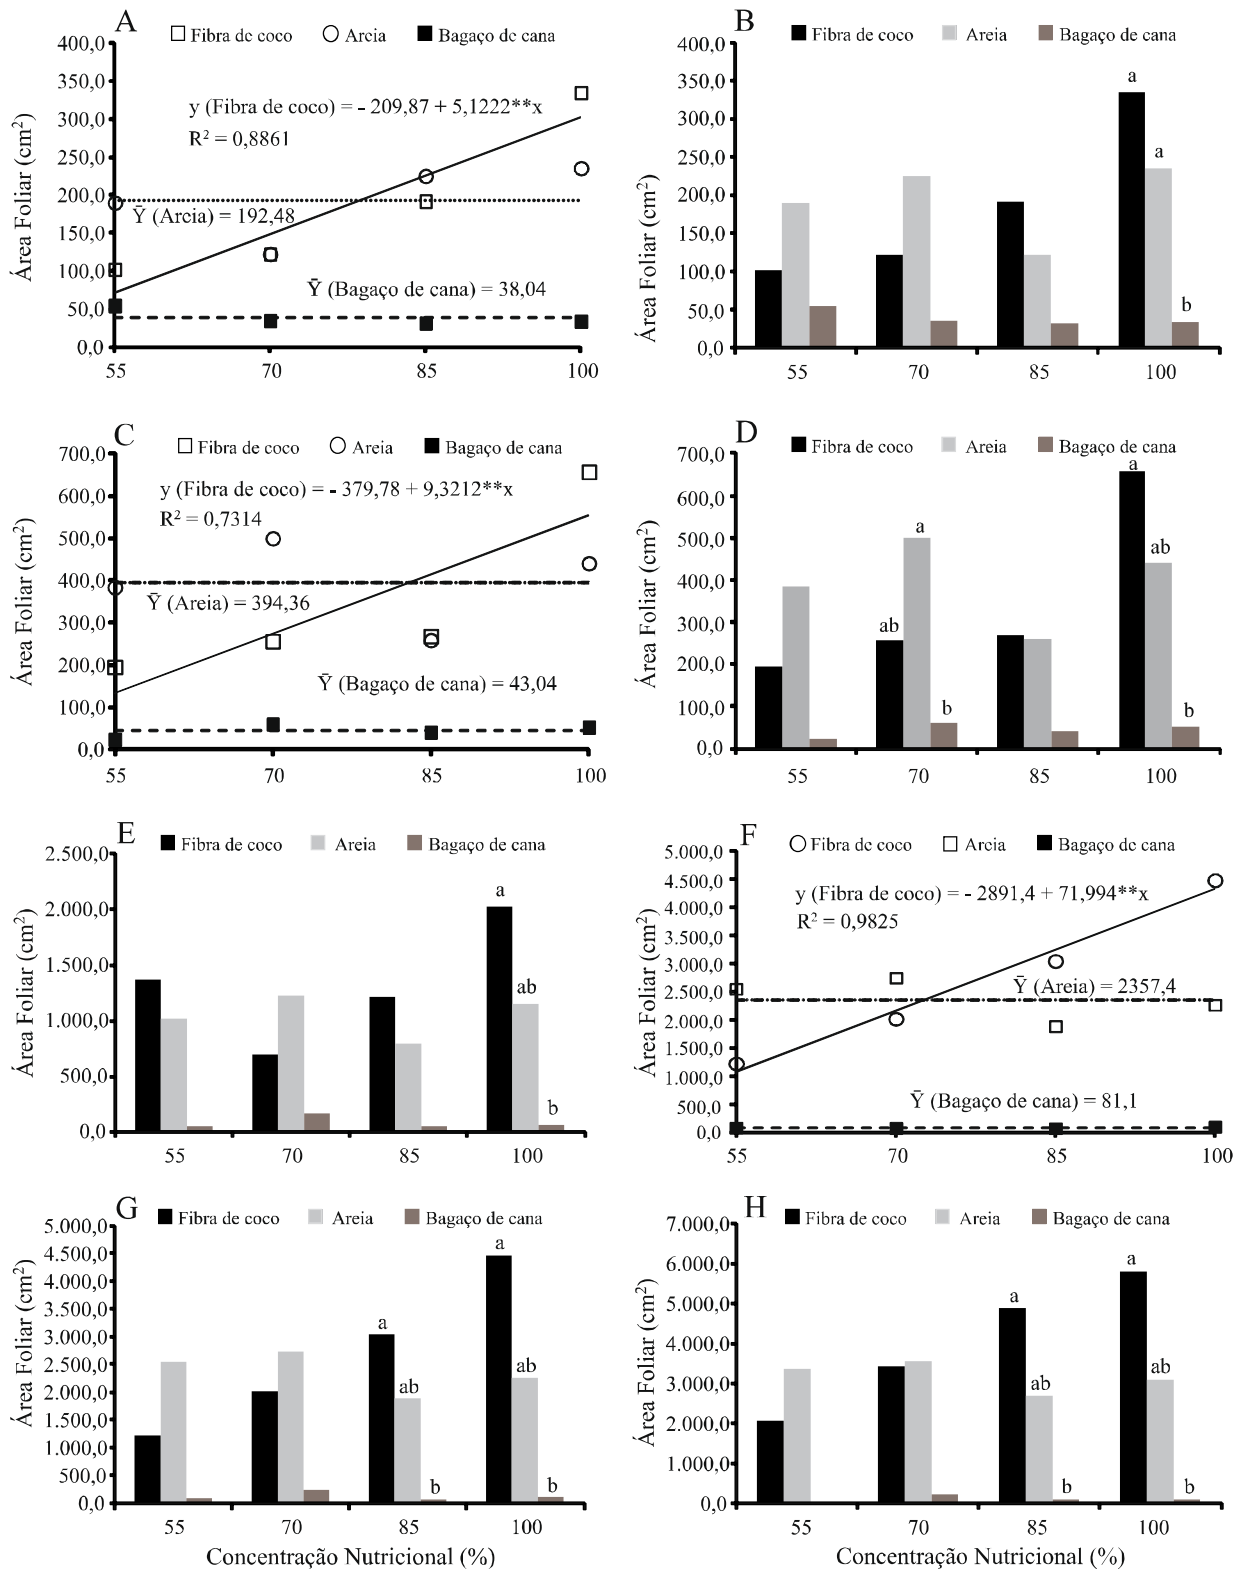 A
Fibra de coco Areia Bagaço de cana
Área Foliar (cm²)
400,0
350,0
300,0
250,0
200,0
150,0
100,0
50,0
0,0
y (Fibra de coco) = - 209,87 + 5,1222**x
R² = 0,8861
Ȳ (Areia) = 192,48
Ȳ (Bagaço de cana) = 38,04
55 70 85 100
B
Fibra de coco Areia Bagaço de cana
Área Foliar (cm²)
400,0
350,0
300,0
250,0
200,0
150,0
100,0
50,0
0,0
a
a
b
55 70 85 100
C
Fibra de coco Areia Bagaço de cana
Área Foliar (cm²)
700,0
600,0
500,0
400,0
300,0
200,0
100,0
0,0
y (Fibra de coco) = - 379,78 + 9,3212**x
R² = 0,7314
Ȳ (Areia) = 394,36
Ȳ (Bagaço de cana) = 43,04
55 70 85 100
D
Fibra de coco Areia Bagaço de cana
Área Foliar (cm²)
700,0
600,0
500,0
400,0
300,0
200,0
100,0
0,0
ab
a
b
a
ab
b
55 70 85 100
E
Fibra de coco Areia Bagaço de cana
Área Foliar (cm²)
2.500,0
2.000,0
1.500,0
1.000,0
500,0
0,0
a
ab
b
55 70 85 100
F
Fibra de coco Areia Bagaço de cana
Área Foliar (cm²)
5.000,0
4.500,0
4.000,0
3.500,0
3.000,0
2.500,0
2.000,0
1.500,0
1.000,0
500,0
0,0
y (Fibra de coco) = - 2891,4 + 71,994**x
R² = 0,9825
Ȳ (Areia) = 2357,4
Ȳ (Bagaço de cana) = 81,1
55 70 85 100
G
Fibra de coco Areia Bagaço de cana
Área Foliar (cm²)
5.000,0
4.500,0
4.000,0
3.500,0
3.000,0
2.500,0
2.000,0
1.500,0
1.000,0
500,0
0,0
a
ab
b
a
ab
b
55 70 85 100
Concentração Nutricional (%)
H
Fibra de coco Areia Bagaço de cana
Área Foliar (cm²)
7.000,0
6.000,0
5.000,0
4.000,0
3.000,0
2.000,0
1.000,0
0,0
a
ab
b
a
ab
b
55 70 85 100
Concentração Nutricional (%)